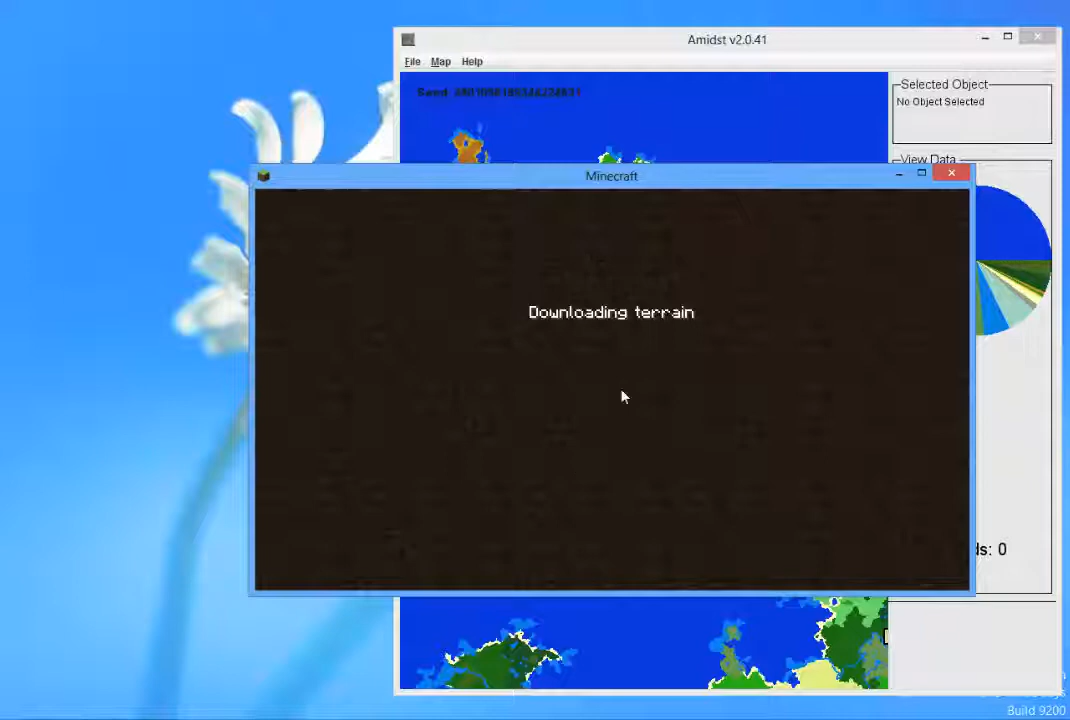 Amidst v2.0.41
File Map Help
Seed:
Selected Object
No Object Selected
View Data
Minecraft
Downloading terrain
ds: 0
Build 9200